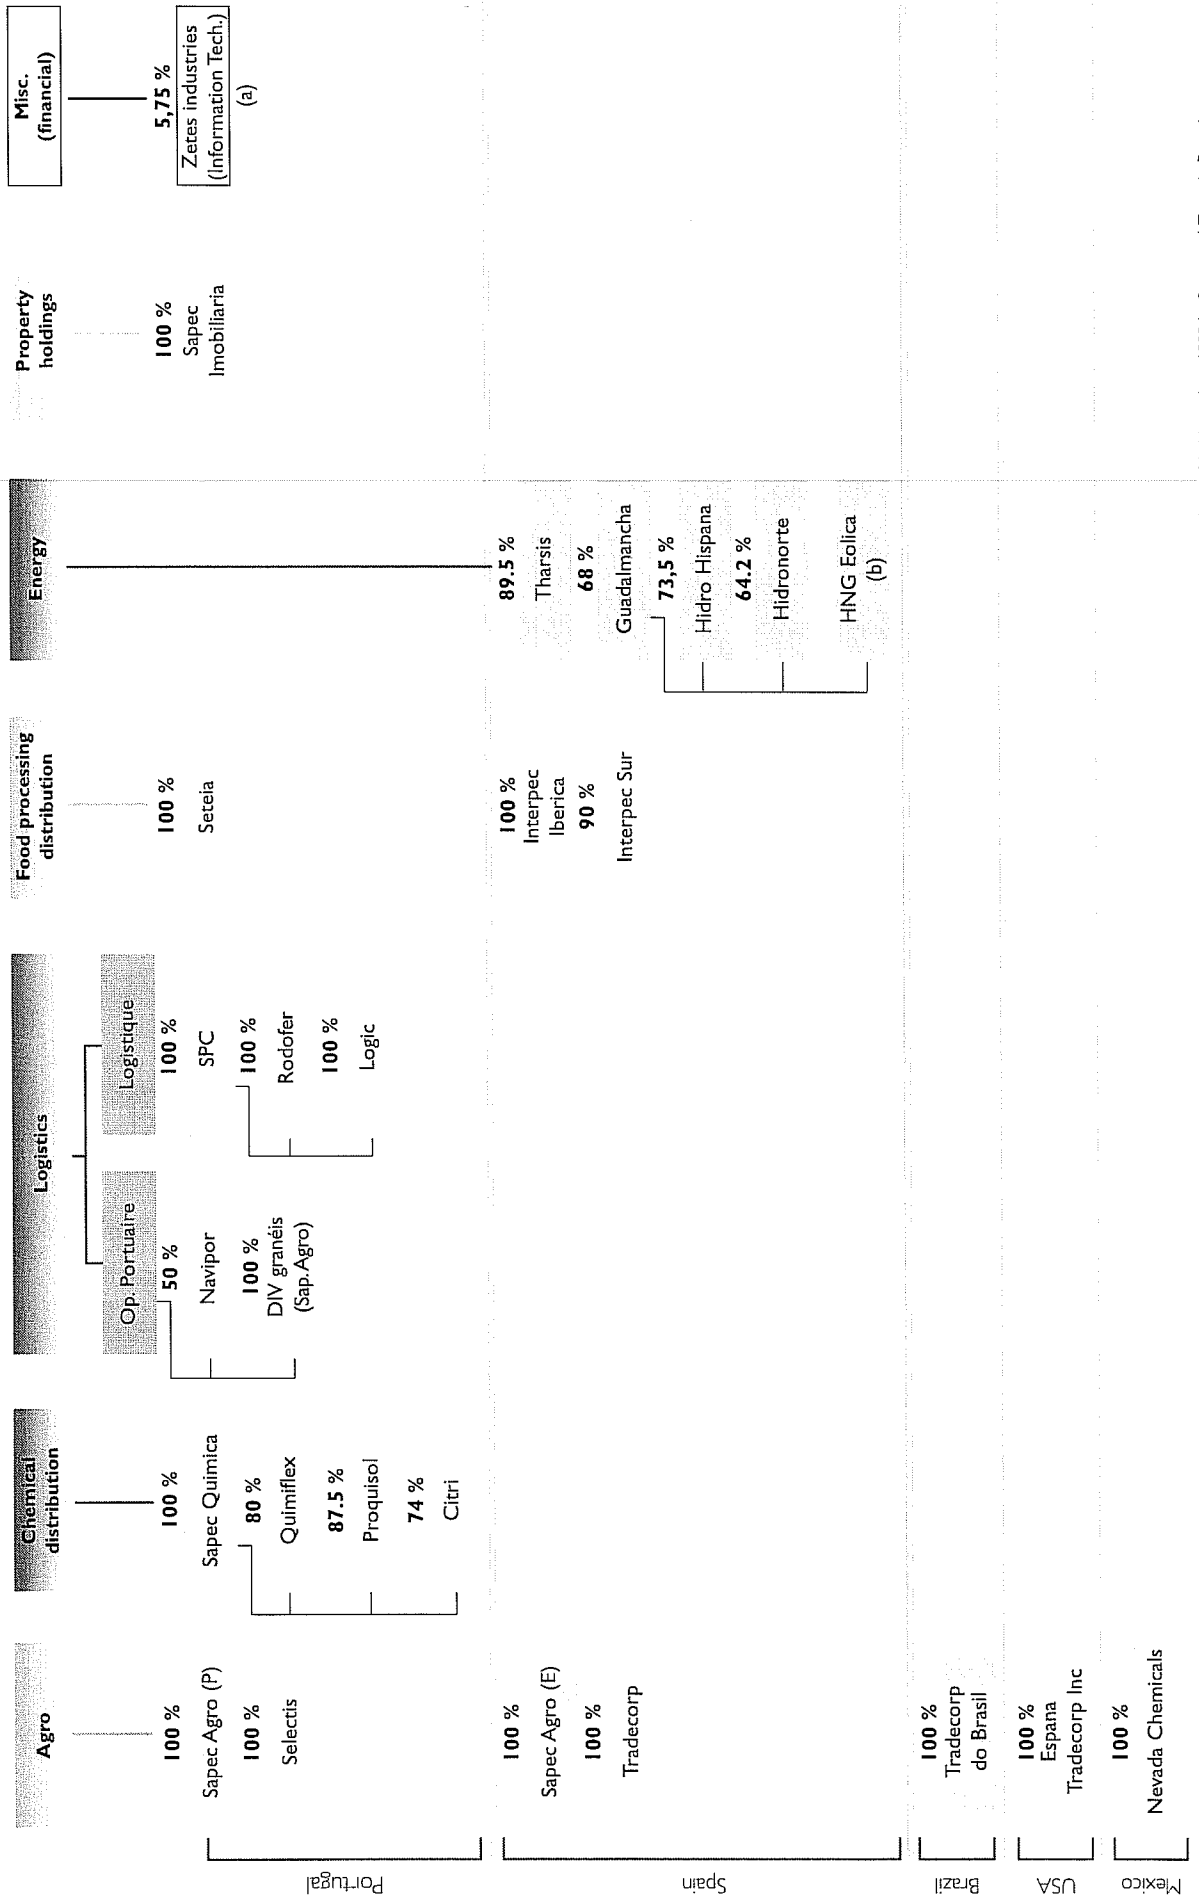 Agro
Chemical
distribution
Logistics
Food processing
distribution
Energy
Property
holdings
Misc.
(financial)
Op. Portuaire
Logistique
Portugal
100 %
Sapec Agro (P)
100 %
Selectis
100 %
Sapec Quimica
80 %
Quimiflex
87.5 %
Proquisol
74 %
Citri
50 %
Navipor
100 %
DIV granéis
(Sap. Agro)
100 %
SPC
100 %
Rodofer
100 %
Logic
100 %
Seteia
100 %
Sapec
Imobiliaria
5,75 %
Zetes industries
(Information Tech.)
(a)
Spain
100 %
Sapec Agro (E)
100 %
Tradecorp
100 %
Interpec
Iberica
90 %
Interpec Sur
89.5 %
Tharsis
68 %
Guadalmancha
73,5 %
Hidro Hispana
64.2 %
Hidronorte
HNG Eolica
(b)
Brazil
100 %
Tradecorp
do Brasil
USA
100 %
Espana
Tradecorp Inc
Mexico
100 %
Nevada Chemicals